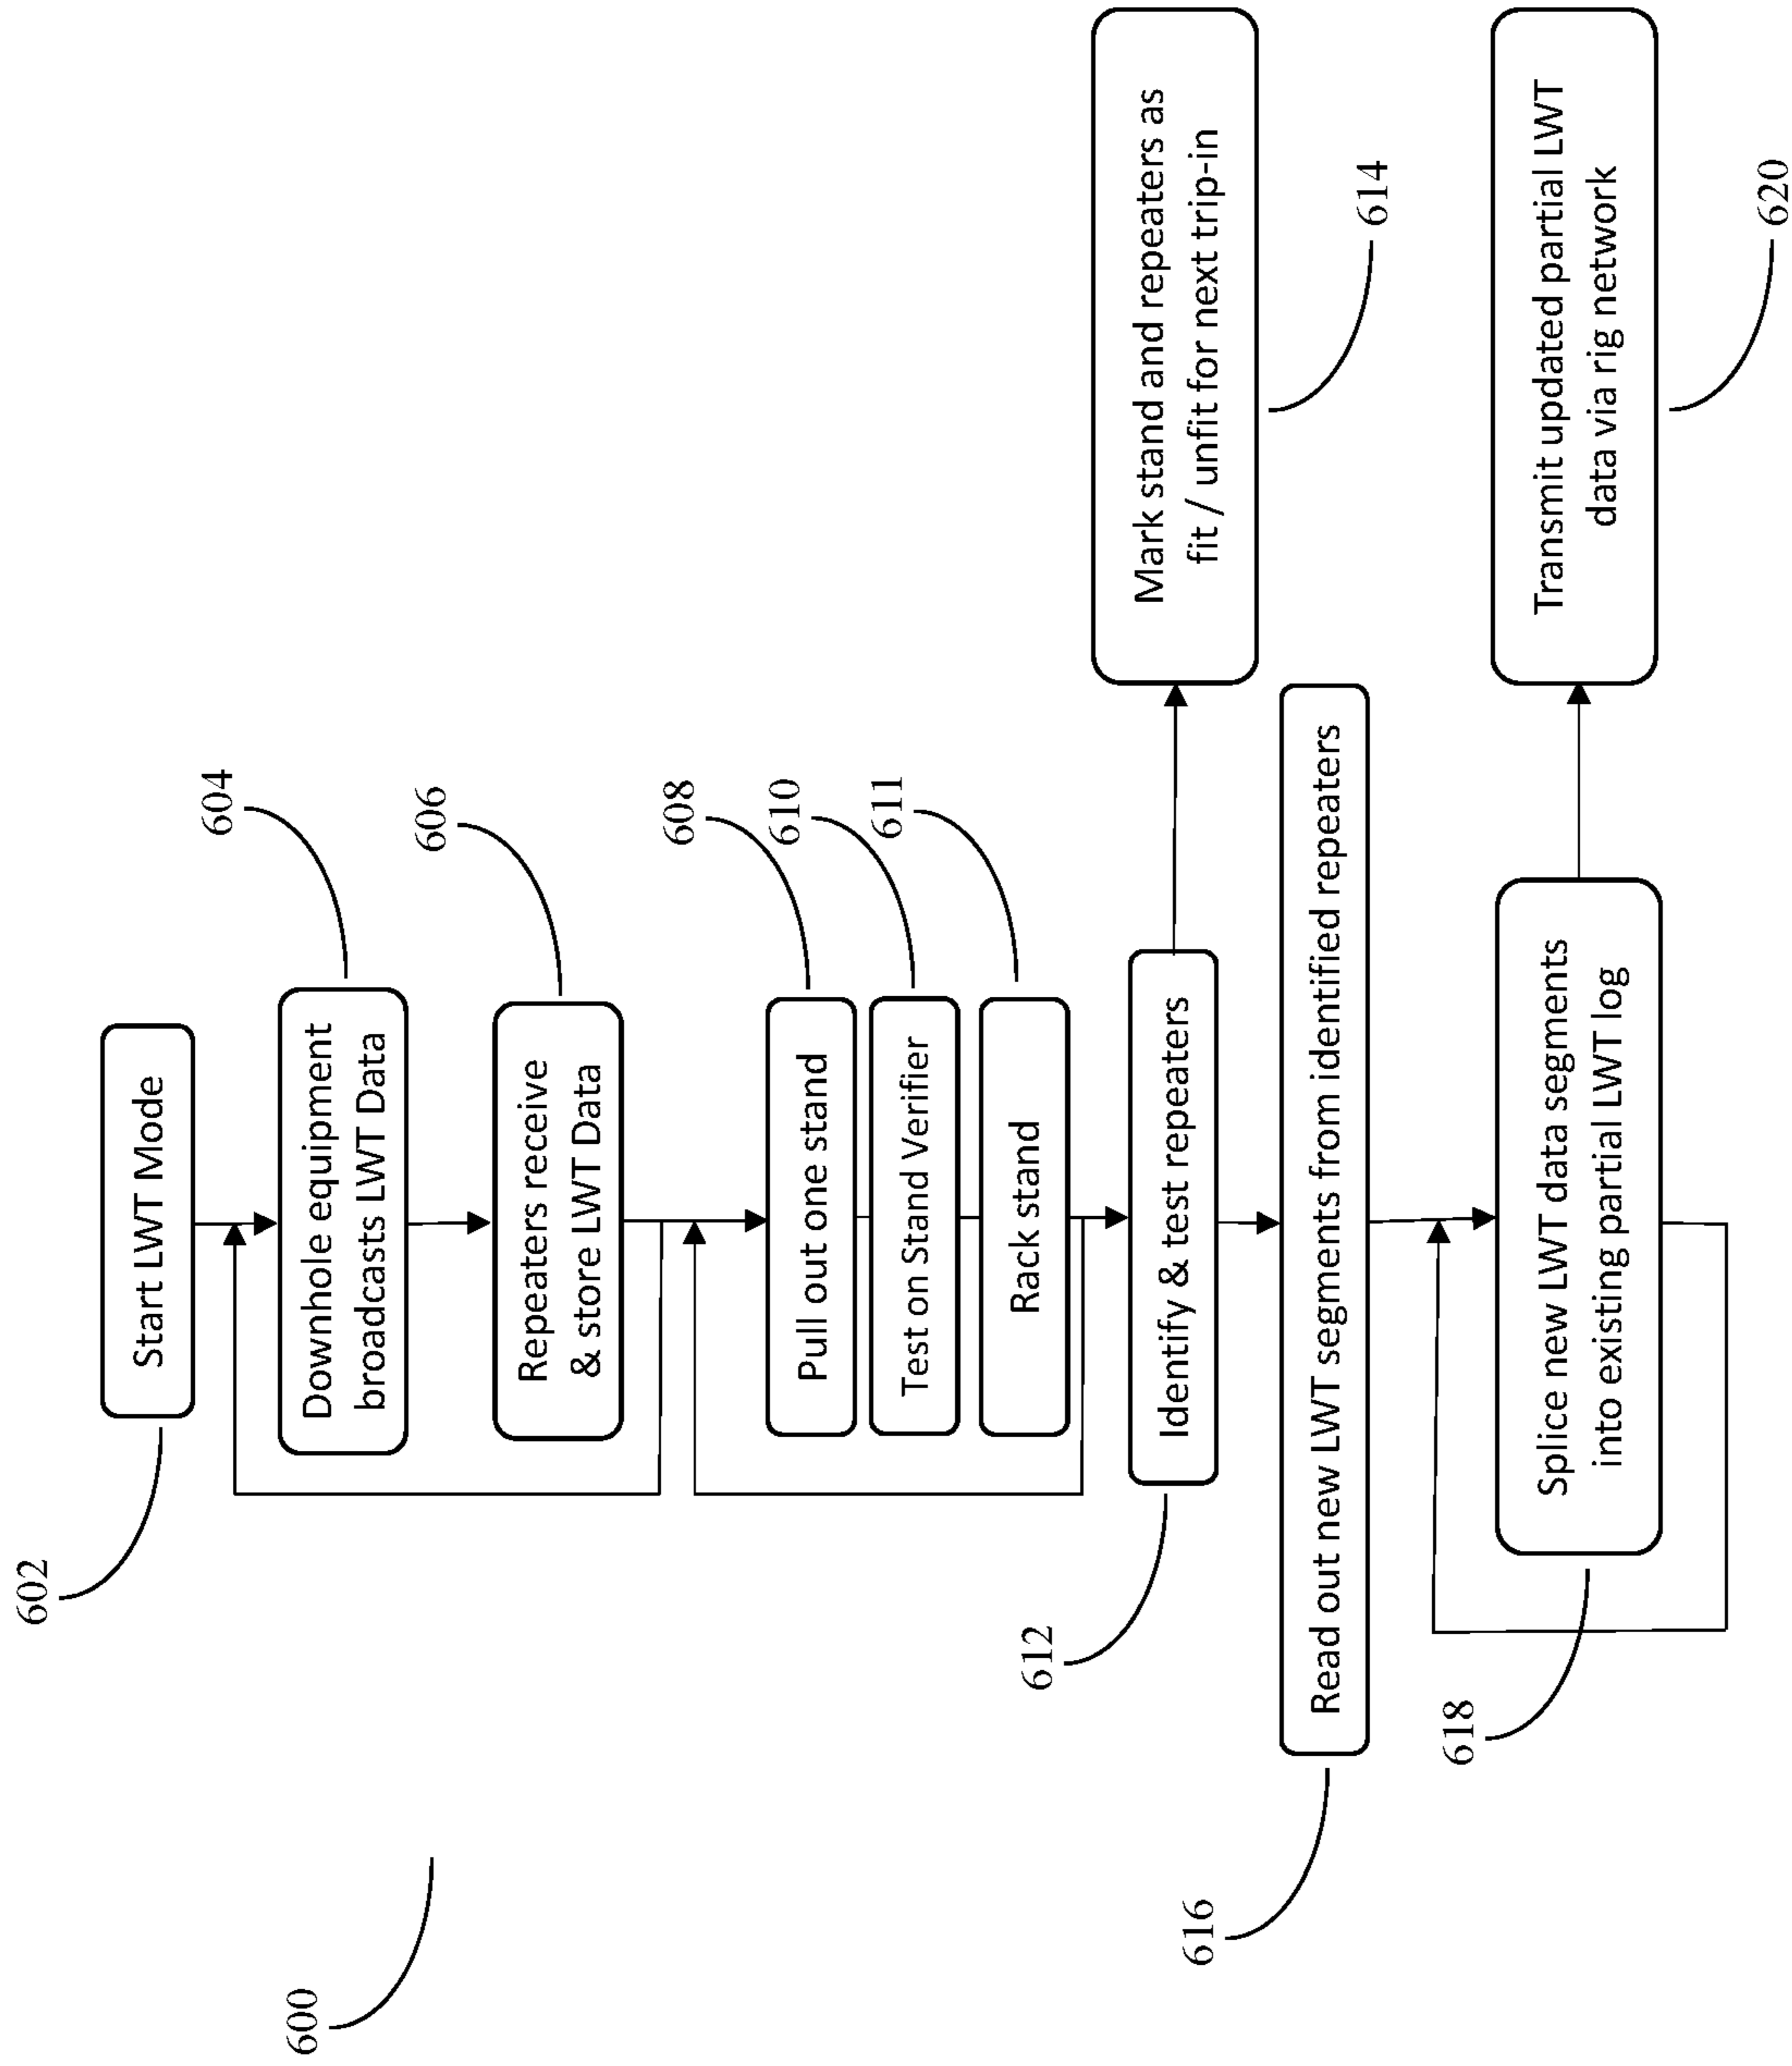 600
602
Start LWT Mode
604
Downhole equipment
broadcasts LWT Data
606
Repeaters receive
& store LWT Data
608
Pull out one stand
610
Test on Stand Verifier
611
Rack stand
612
Identify & test repeaters
Mark stand and repeaters as
fit / unfit for next trip-in
614
616
Read out new LWT segments from identified repeaters
618
Splice new LWT data segments
into existing partial LWT log
Transmit updated partial LWT
data via rig network
620